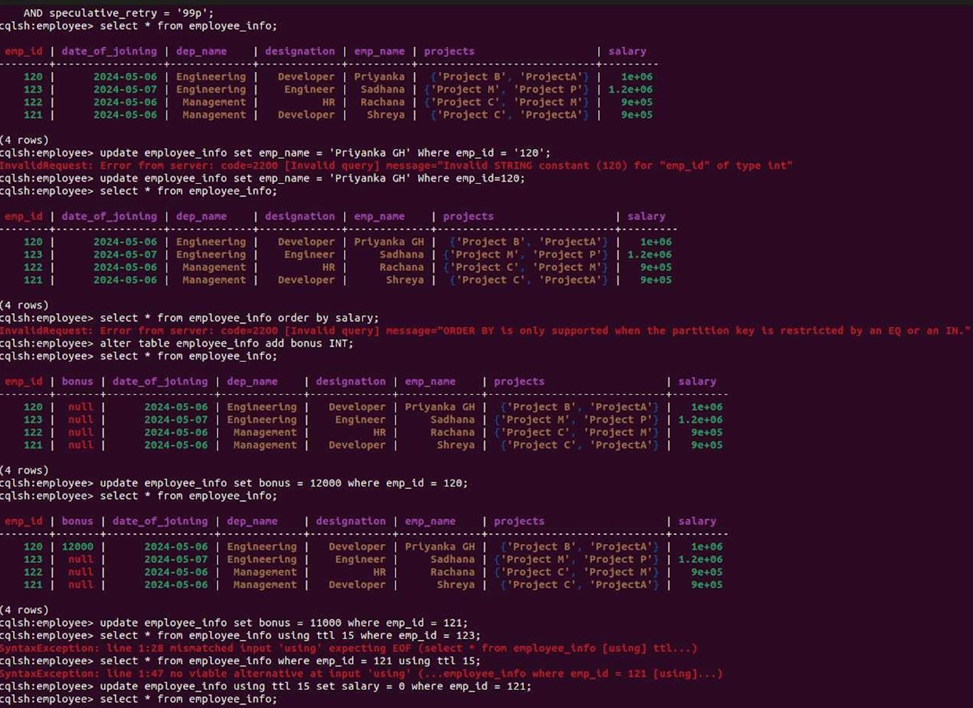 AND speculative_retry = '99p';
cqlsh:employee> select * from employee_info;
emp_id | date_of_joining | dep_name | designation | emp_name | projects | salary
--------+-----------------+-------------+-------------+----------+----------------------------+---------
120 | 2024-05-06 | Engineering | Developer | Priyanka | {'Project B', 'ProjectA'} | 1e+06
123 | 2024-05-07 | Engineering | Engineer | Sadhana | {'Project M', 'Project P'} | 1.2e+06
122 | 2024-05-06 | Management | HR | Rachana | {'Project C', 'Project M'} | 9e+05
121 | 2024-05-06 | Management | Developer | Shreya | {'Project C', 'ProjectA'} | 9e+05
(4 rows)
cqlsh:employee> update employee_info set emp_name = 'Priyanka GH' Where emp_id = '120';
InvalidRequest: Error from server: code=2200 [Invalid query] message="Invalid STRING constant (120) for "emp_id" of type int"
cqlsh:employee> update employee_info set emp_name = 'Priyanka GH' Where emp_id=120;
cqlsh:employee> select * from employee_info;
emp_id | date_of_joining | dep_name | designation | emp_name | projects | salary
--------+-----------------+-------------+-------------+-------------+----------------------------+---------
120 | 2024-05-06 | Engineering | Developer | Priyanka GH | {'Project B', 'ProjectA'} | 1e+06
123 | 2024-05-07 | Engineering | Engineer | Sadhana | {'Project M', 'Project P'} | 1.2e+06
122 | 2024-05-06 | Management | HR | Rachana | {'Project C', 'Project M'} | 9e+05
121 | 2024-05-06 | Management | Developer | Shreya | {'Project C', 'ProjectA'} | 9e+05
(4 rows)
cqlsh:employee> select * from employee_info order by salary;
InvalidRequest: Error from server: code=2200 [Invalid query] message="ORDER BY is only supported when the partition key is restricted by an EQ or an IN."
cqlsh:employee> alter table employee_info add bonus INT;
cqlsh:employee> select * from employee_info;
emp_id | bonus | date_of_joining | dep_name | designation | emp_name | projects | salary
--------+-------+-----------------+-------------+-------------+-------------+----------------------------+---------
120 | null | 2024-05-06 | Engineering | Developer | Priyanka GH | {'Project B', 'ProjectA'} | 1e+06
123 | null | 2024-05-07 | Engineering | Engineer | Sadhana | {'Project M', 'Project P'} | 1.2e+06
122 | null | 2024-05-06 | Management | HR | Rachana | {'Project C', 'Project M'} | 9e+05
121 | null | 2024-05-06 | Management | Developer | Shreya | {'Project C', 'ProjectA'} | 9e+05
(4 rows)
cqlsh:employee> update employee_info set bonus = 12000 where emp_id = 120;
cqlsh:employee> select * from employee_info;
emp_id | bonus | date_of_joining | dep_name | designation | emp_name | projects | salary
--------+-------+-----------------+-------------+-------------+-------------+----------------------------+---------
120 | 12000 | 2024-05-06 | Engineering | Developer | Priyanka GH | {'Project B', 'ProjectA'} | 1e+06
123 | null | 2024-05-07 | Engineering | Engineer | Sadhana | {'Project M', 'Project P'} | 1.2e+06
122 | null | 2024-05-06 | Management | HR | Rachana | {'Project C', 'Project M'} | 9e+05
121 | null | 2024-05-06 | Management | Developer | Shreya | {'Project C', 'ProjectA'} | 9e+05
(4 rows)
cqlsh:employee> update employee_info set bonus = 11000 where emp_id = 121;
cqlsh:employee> select * from employee_info using ttl 15 where emp_id = 123;
SyntaxException: line 1:28 mismatched input 'using' expecting EOF (select * from employee_info [using] ttl...)
cqlsh:employee> select * from employee_info where emp_id = 121 using ttl 15;
SyntaxException: line 1:47 no viable alternative at input 'using' (...employee_info where emp_id = 121 [using]...)
cqlsh:employee> update employee_info using ttl 15 set salary = 0 where emp_id = 121;
cqlsh:employee> select * from employee_info;